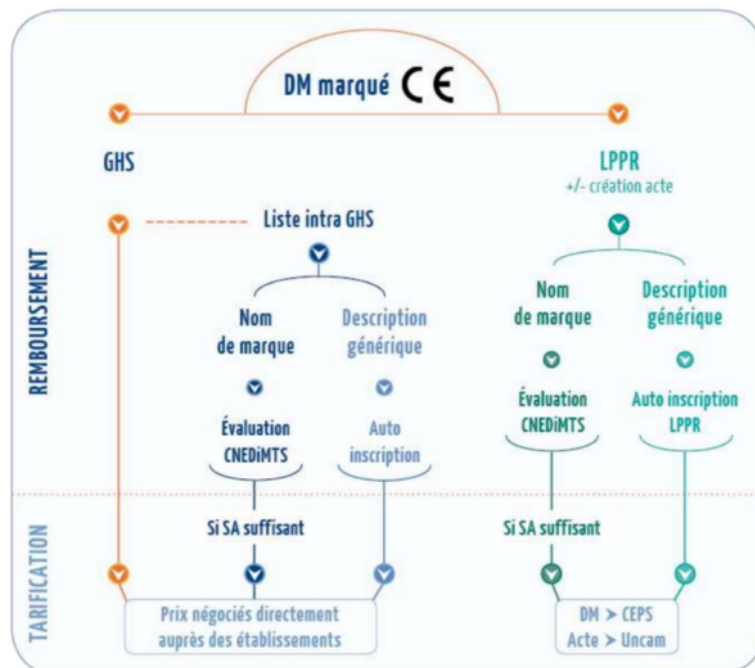 DM marqué CE
GHS
LPPR
+/- création acte
Liste intra GHS
REMBOURSEMENT
Nom
de marque
Description
générique
Nom
de marque
Description
générique
Évaluation
CNEDiMTS
Auto
inscription
Évaluation
CNEDiMTS
Auto inscription
LPPR
TARIFICATION
Si SA suffisant
Si SA suffisant
Prix négociés directement
auprès des établissements
DM ➤ CEPS
Acte ➤ Uncam